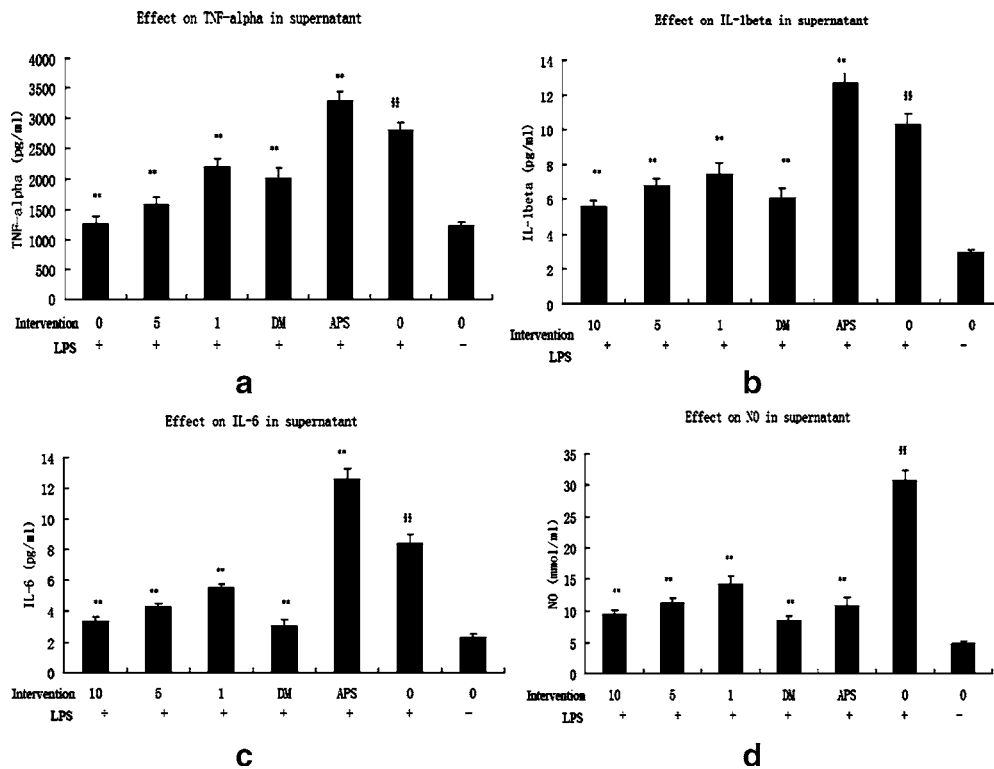 Effect on TNF-alpha in supernatant
TNF-alpha (pg/ml)
4000
3500
3000
2500
2000
1500
1000
500
0
** ** ** ** ** ‡‡
Intervention 0 5 1 DM APS 0 0
LPS + + + + + + −
a
Effect on IL-1beta in supernatant
IL-1beta (pg/ml)
14
12
10
8
6
4
2
0
** ** ** ** ** ‡‡
Intervention 10 5 1 DM APS 0 0
LPS + + + + + + −
b
Effect on IL-6 in supernatant
IL-6 (pg/ml)
14
12
10
8
6
4
2
0
** ** ** ** ** ‡‡
Intervention 10 5 1 DM APS 0 0
LPS + + + + + + −
c
Effect on NO in supernatant
NO (mmol/ml)
35
30
25
20
15
10
5
0
** ** ** ** ** ‡‡
Intervention 10 5 1 DM APS 0 0
LPS + + + + + + −
d